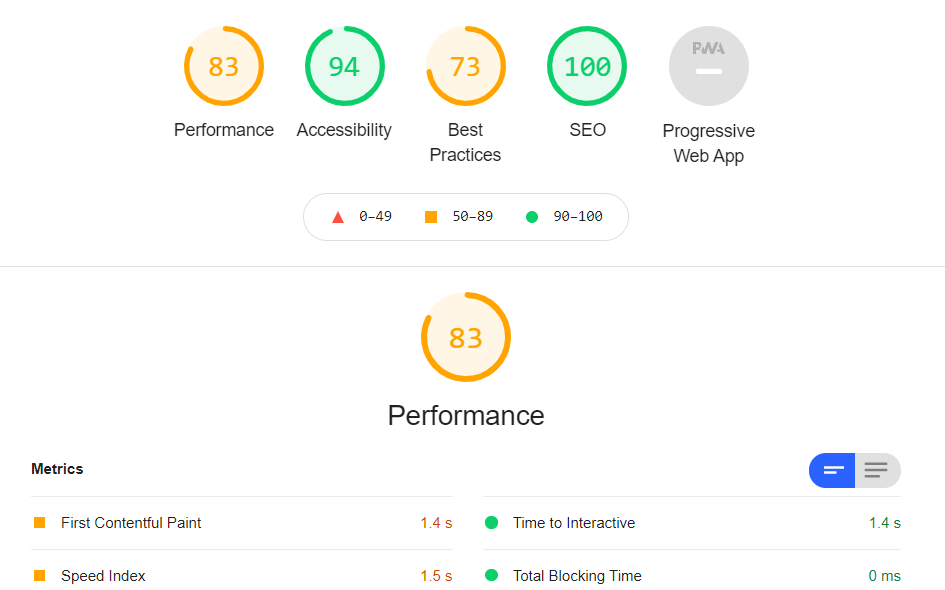 83 94 73 100 PWA
Performance Accessibility Best Practices SEO Progressive Web App
0–49 50–89 90–100
83
Performance
Metrics
First Contentful Paint 1.4 s Time to Interactive 1.4 s
Speed Index 1.5 s Total Blocking Time 0 ms